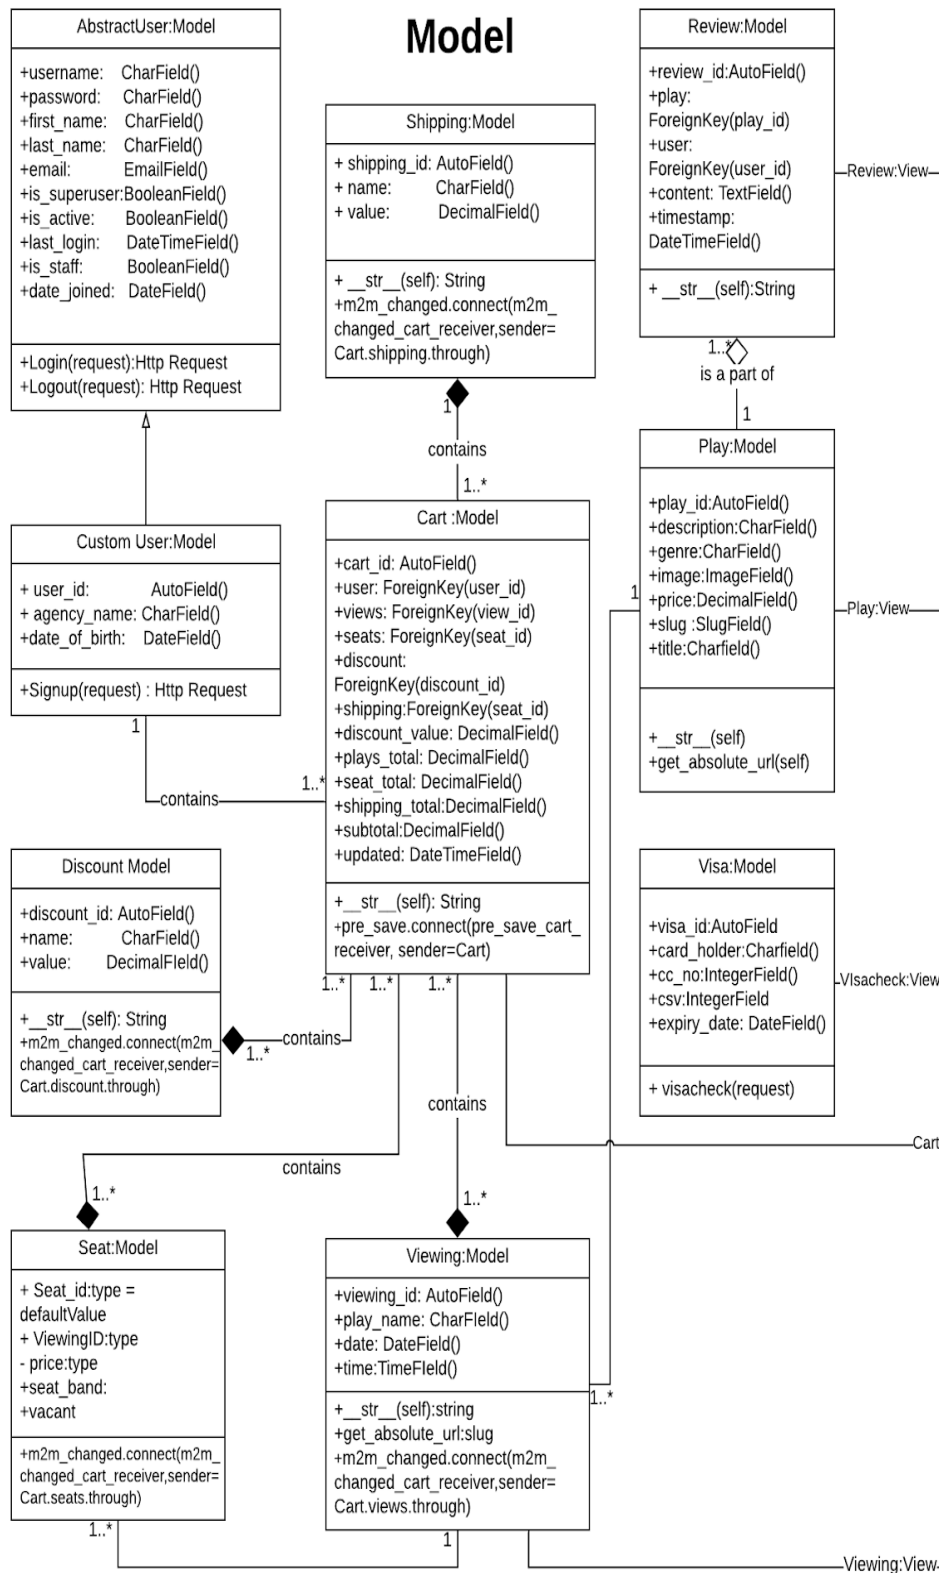 Model
AbstractUser:Model
+username: CharField()
+password: CharField()
+first_name: CharField()
+last_name: CharField()
+email: EmailField()
+is_superuser:BooleanField()
+is_active: BooleanField()
+last_login: DateTimeField()
+is_staff: BooleanField()
+date_joined: DateField()
+Login(request):Http Request
+Logout(request): Http Request
Shipping:Model
+ shipping_id: AutoField()
+ name: CharField()
+ value: DecimalField()
+ __str__(self): String
+m2m_changed.connect(m2m_
changed_cart_receiver,sender=
Cart.shipping.through)
Review:Model
+review_id:AutoField()
+play:
ForeignKey(play_id)
+user:
ForeignKey(user_id)
+content: TextField()
+timestamp:
DateTimeField()
+ __str__(self):String
Review:View
1..*
is a part of
1
1
contains
1..*
Play:Model
+play_id:AutoField()
+description:CharField()
+genre:CharField()
+image:ImageField()
+price:DecimalField()
+slug :SlugField()
+title:Charfield()
+__str__(self)
+get_absolute_url(self)
1
Play:View
Custom User:Model
+ user_id: AutoField()
+ agency_name: CharField()
+date_of_birth: DateField()
+Signup(request) : Http Request
1
contains
1..*
Cart :Model
+cart_id: AutoField()
+user: ForeignKey(user_id)
+views: ForeignKey(view_id)
+seats: ForeignKey(seat_id)
+discount:
ForeignKey(discount_id)
+shipping:ForeignKey(seat_id)
+discount_value: DecimalField()
+plays_total: DecimalField()
+seat_total: DecimalField()
+shipping_total:DecimalField()
+subtotal:DecimalField()
+updated: DateTimeField()
+__str__(self): String
+pre_save.connect(pre_save_cart_
receiver, sender=Cart)
1..*
1..*
1..*
Discount Model
+discount_id: AutoField()
+name: CharField()
+value: DecimalFIeld()
+__str__(self): String
+m2m_changed.connect(m2m_
changed_cart_receiver,sender=
Cart.discount.through)
1..*
contains
Visa:Model
+visa_id:AutoField
+card_holder:Charfield()
+cc_no:IntegerField()
+csv:IntegerField
+expiry_date: DateField()
+ visacheck(request)
VIsacheck:View
contains
Cart
contains
1..*
1..*
Seat:Model
+ Seat_id:type =
defaultValue
+ ViewingID:type
- price:type
+seat_band:
+vacant
+m2m_changed.connect(m2m_
changed_cart_receiver,sender=
Cart.seats.through)
1..*
Viewing:Model
+viewing_id: AutoField()
+play_name: CharFIeld()
+date: DateField()
+time:TimeFIeld()
+__str__(self):string
+get_absolute_url:slug
+m2m_changed.connect(m2m_
changed_cart_receiver,sender=
Cart.views.through)
1..*
1
Viewing:View